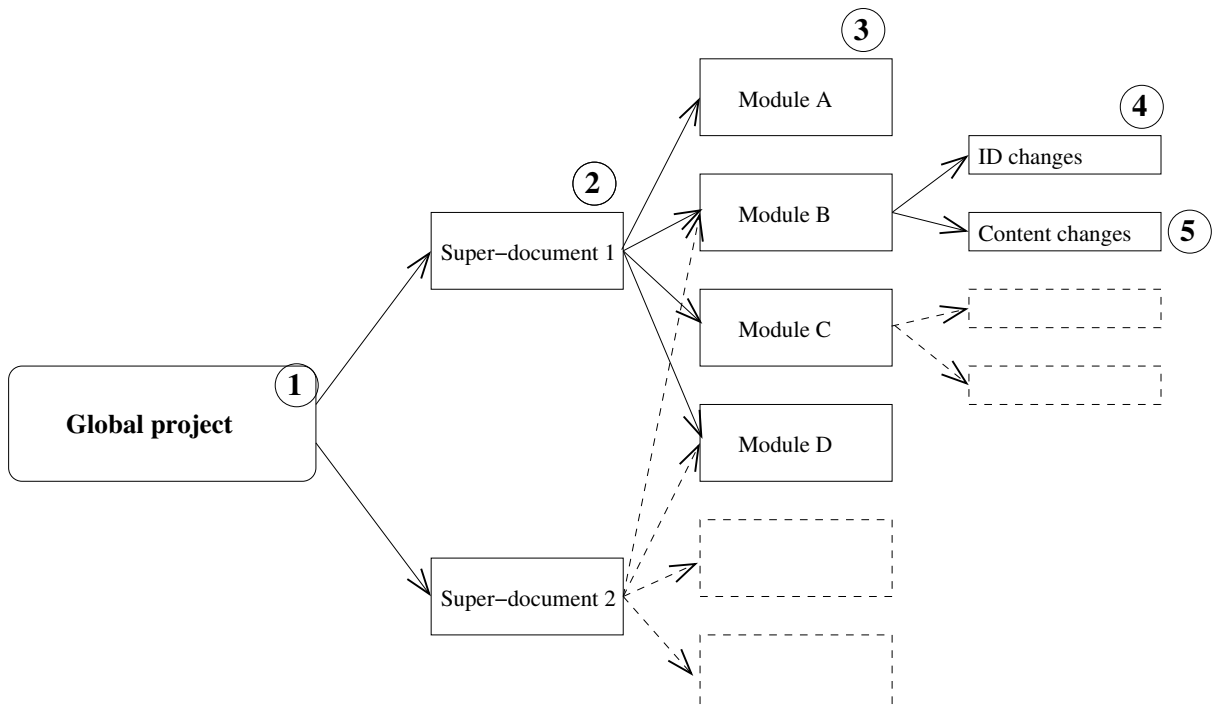 3
Module A
4
ID changes
2
Module B
Super−document 1
Content changes
5
Module C
1
Global project
Module D
Super−document 2